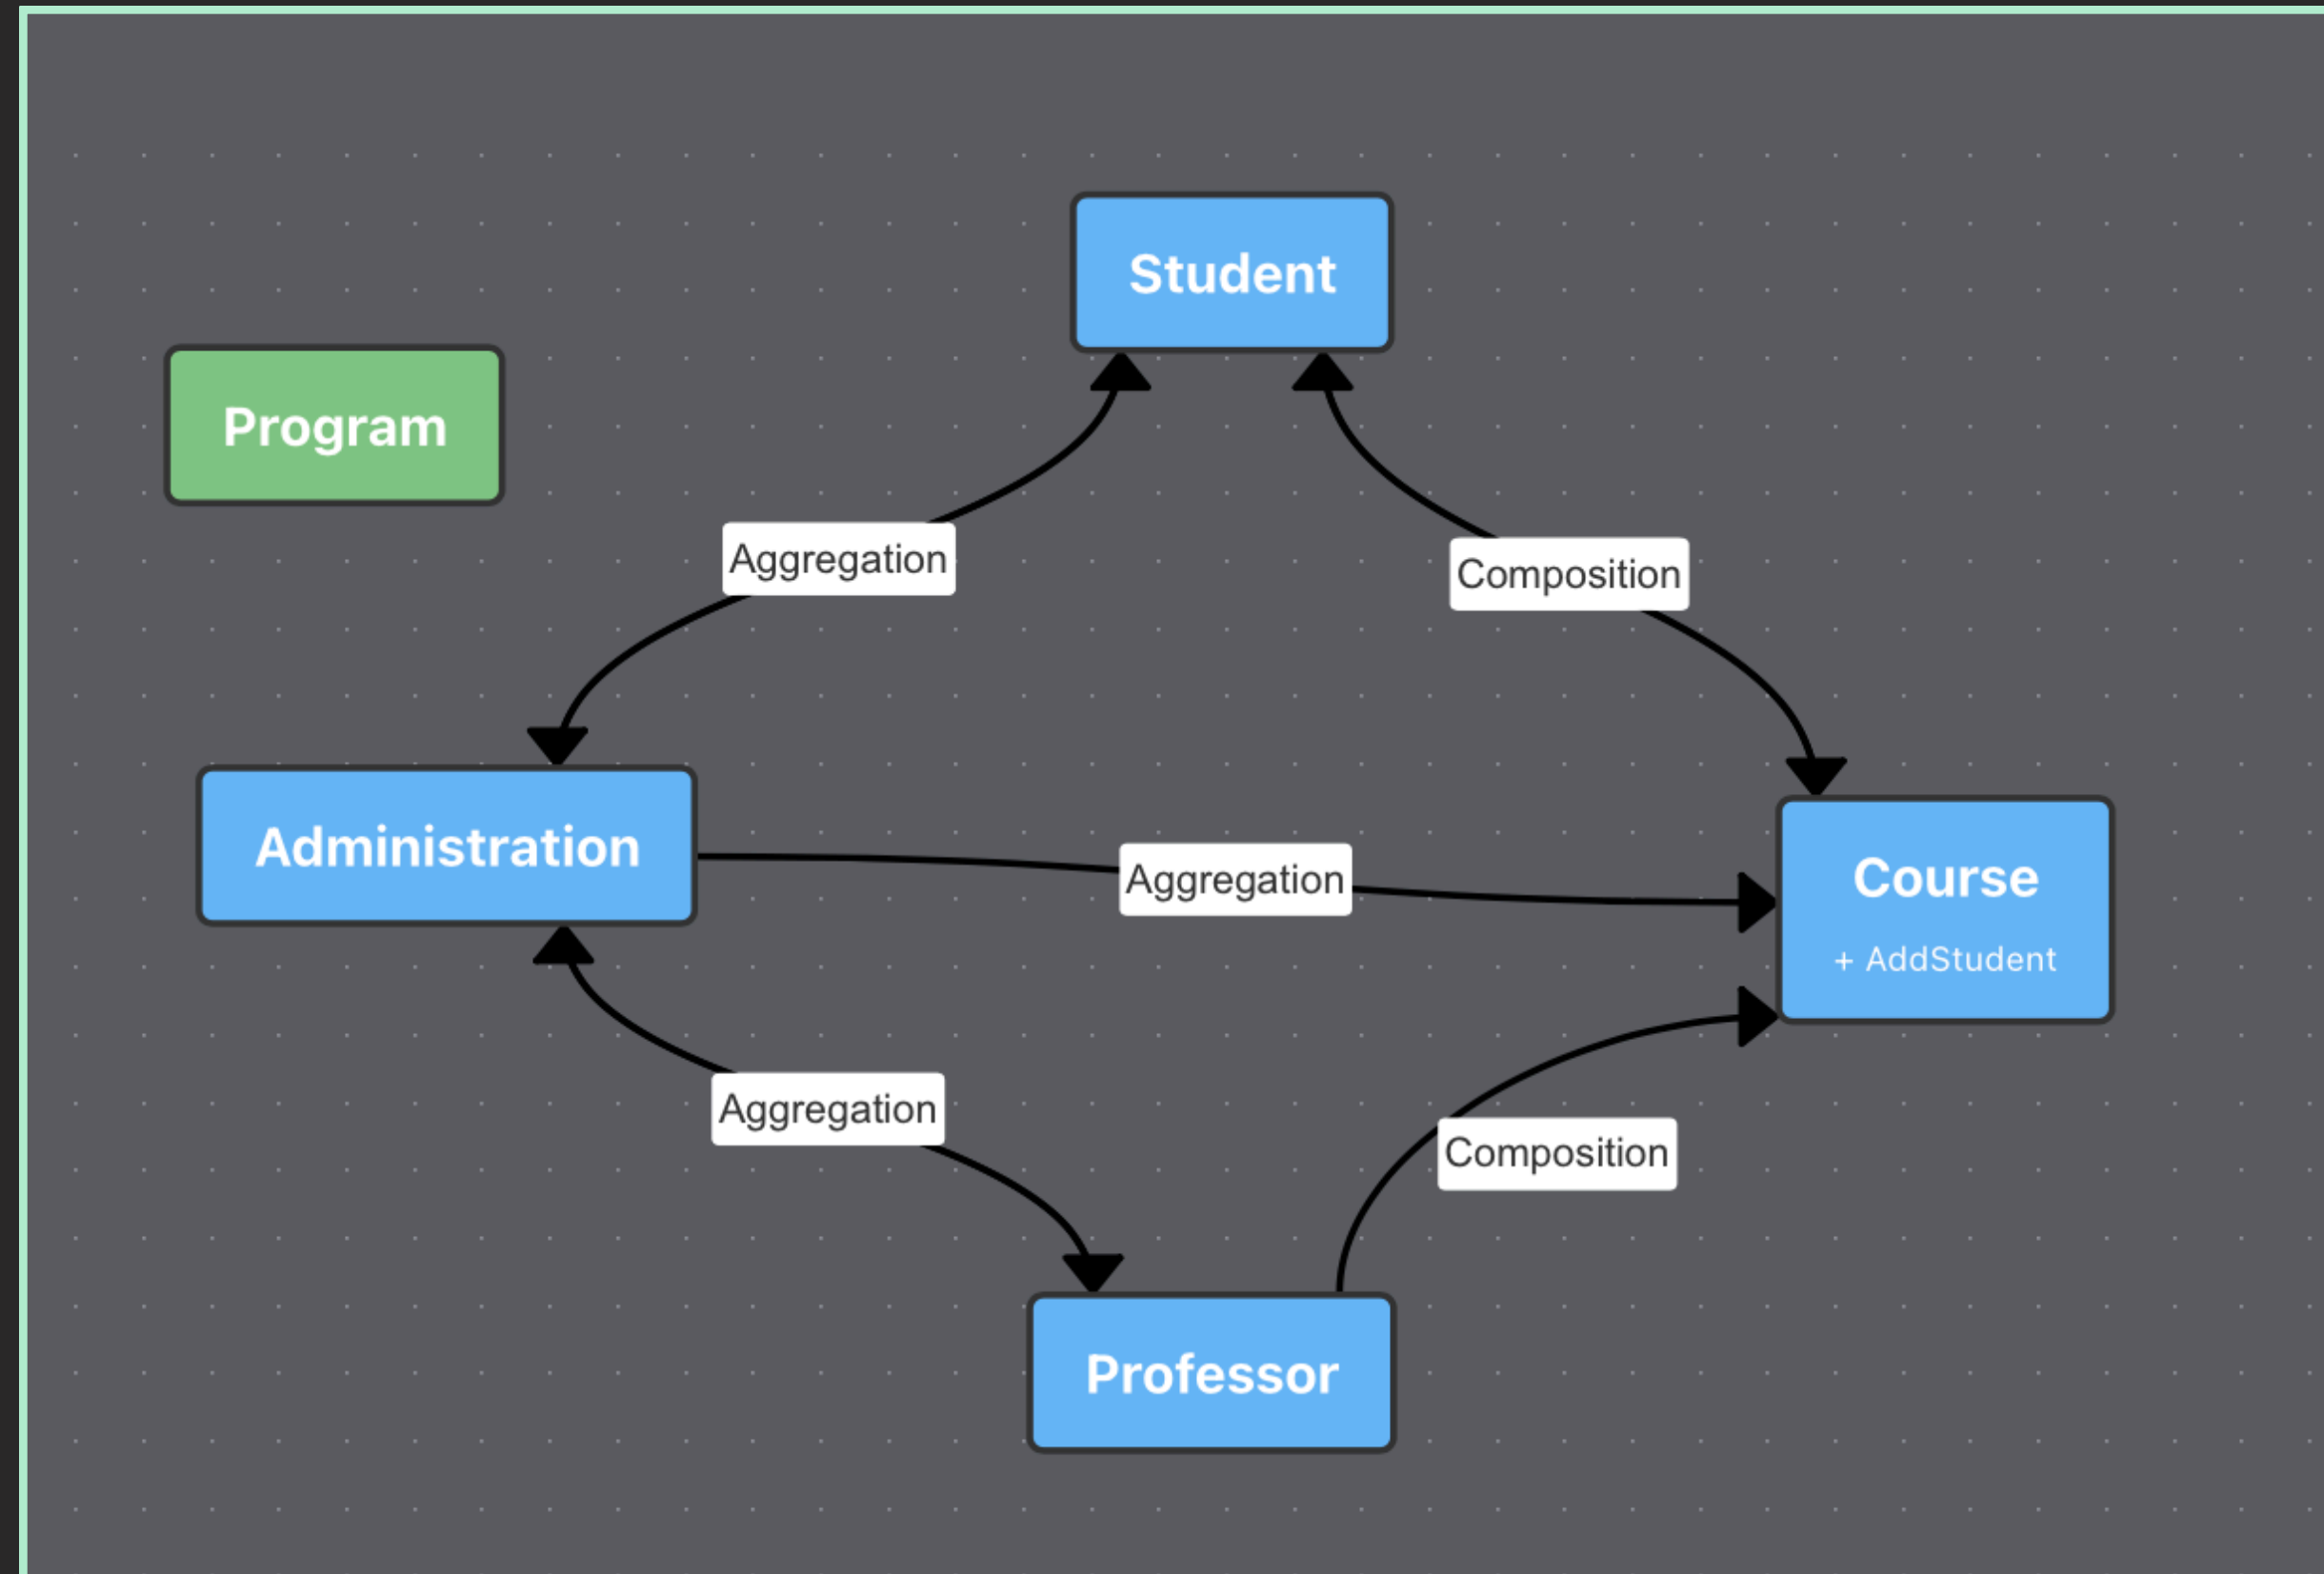 Student
Program
Aggregation
Composition
Administration
Aggregation
Course
+ AddStudent
Aggregation
Composition
Professor